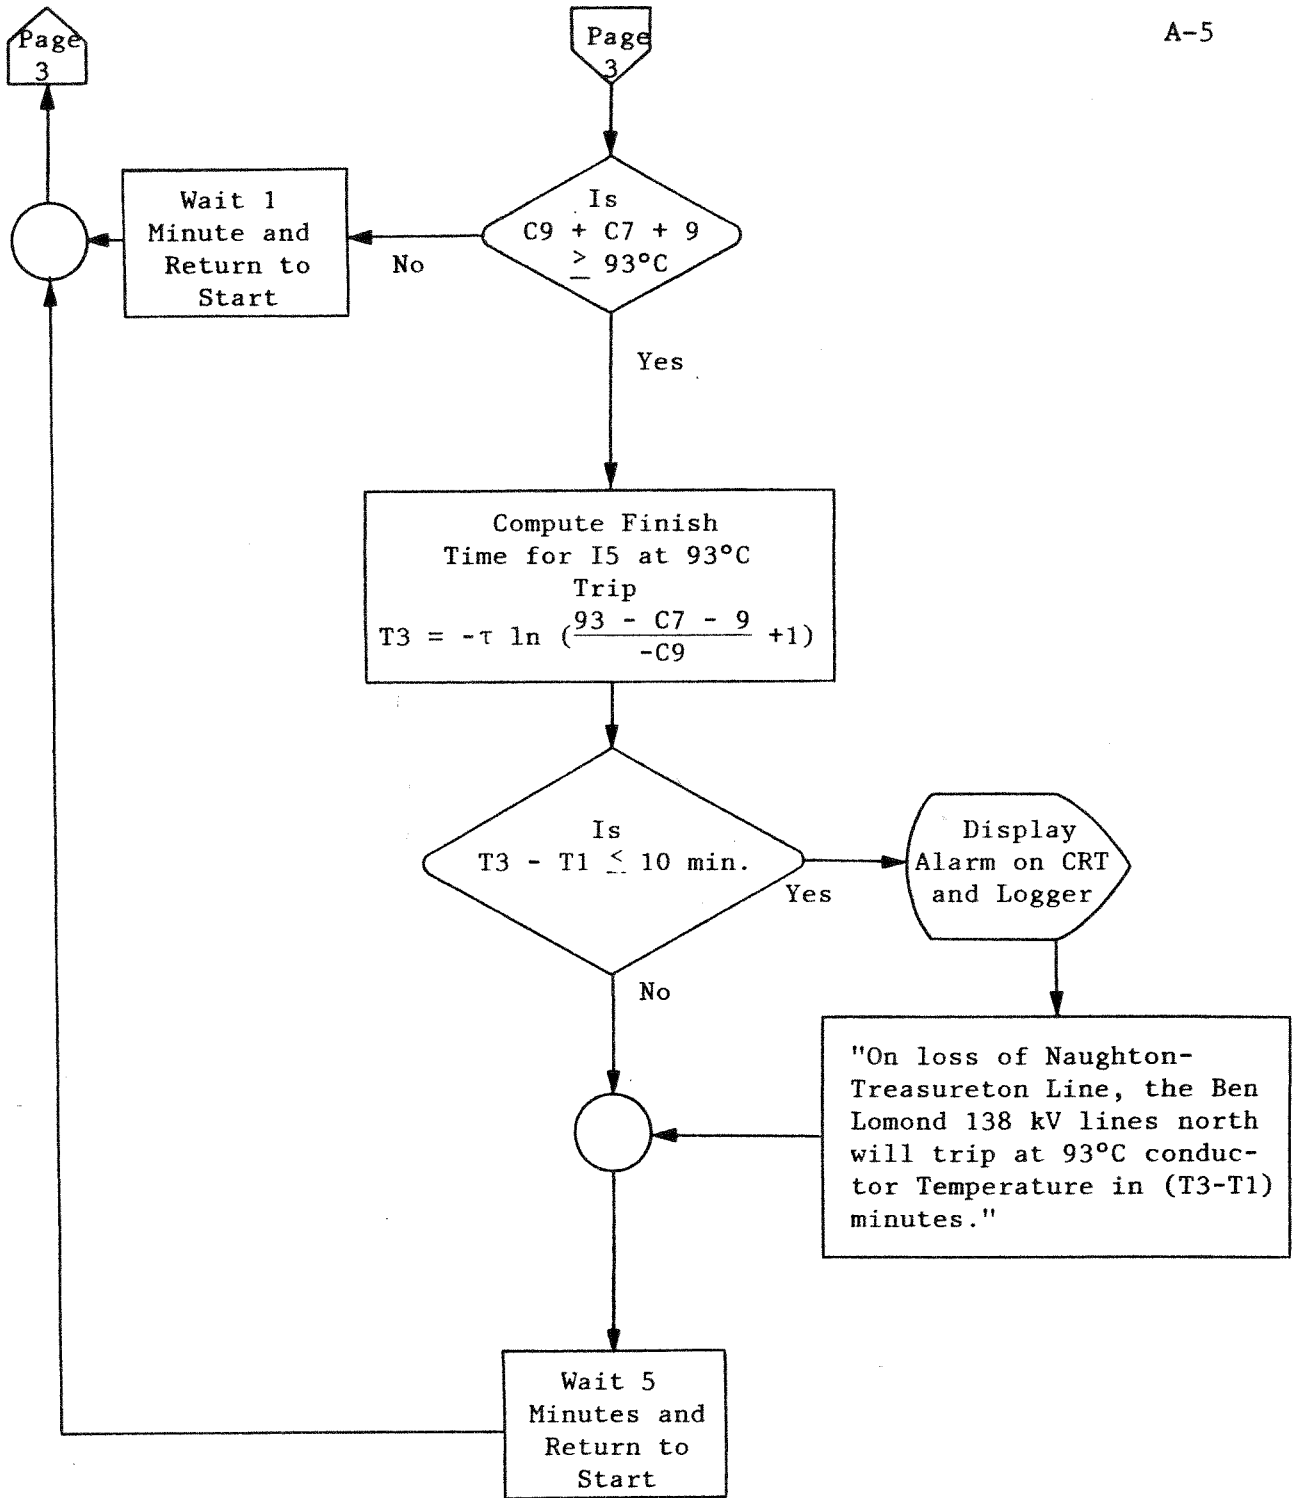 A-5
Page
3
Page
3
Is
C9 + C7 + 9
≥ 93°C
No
Wait 1
Minute and
Return to
Start
Yes
Compute Finish
Time for I5 at 93°C
Trip
T3 = -τ ln (93 - C7 - 9 / -C9 +1)
Is
T3 - T1 ≤ 10 min.
Yes
Display
Alarm on CRT
and Logger
No
"On loss of Naughton-
Treasureton Line, the Ben
Lomond 138 kV lines north
will trip at 93°C conduc-
tor Temperature in (T3-T1)
minutes."
Wait 5
Minutes and
Return to
Start